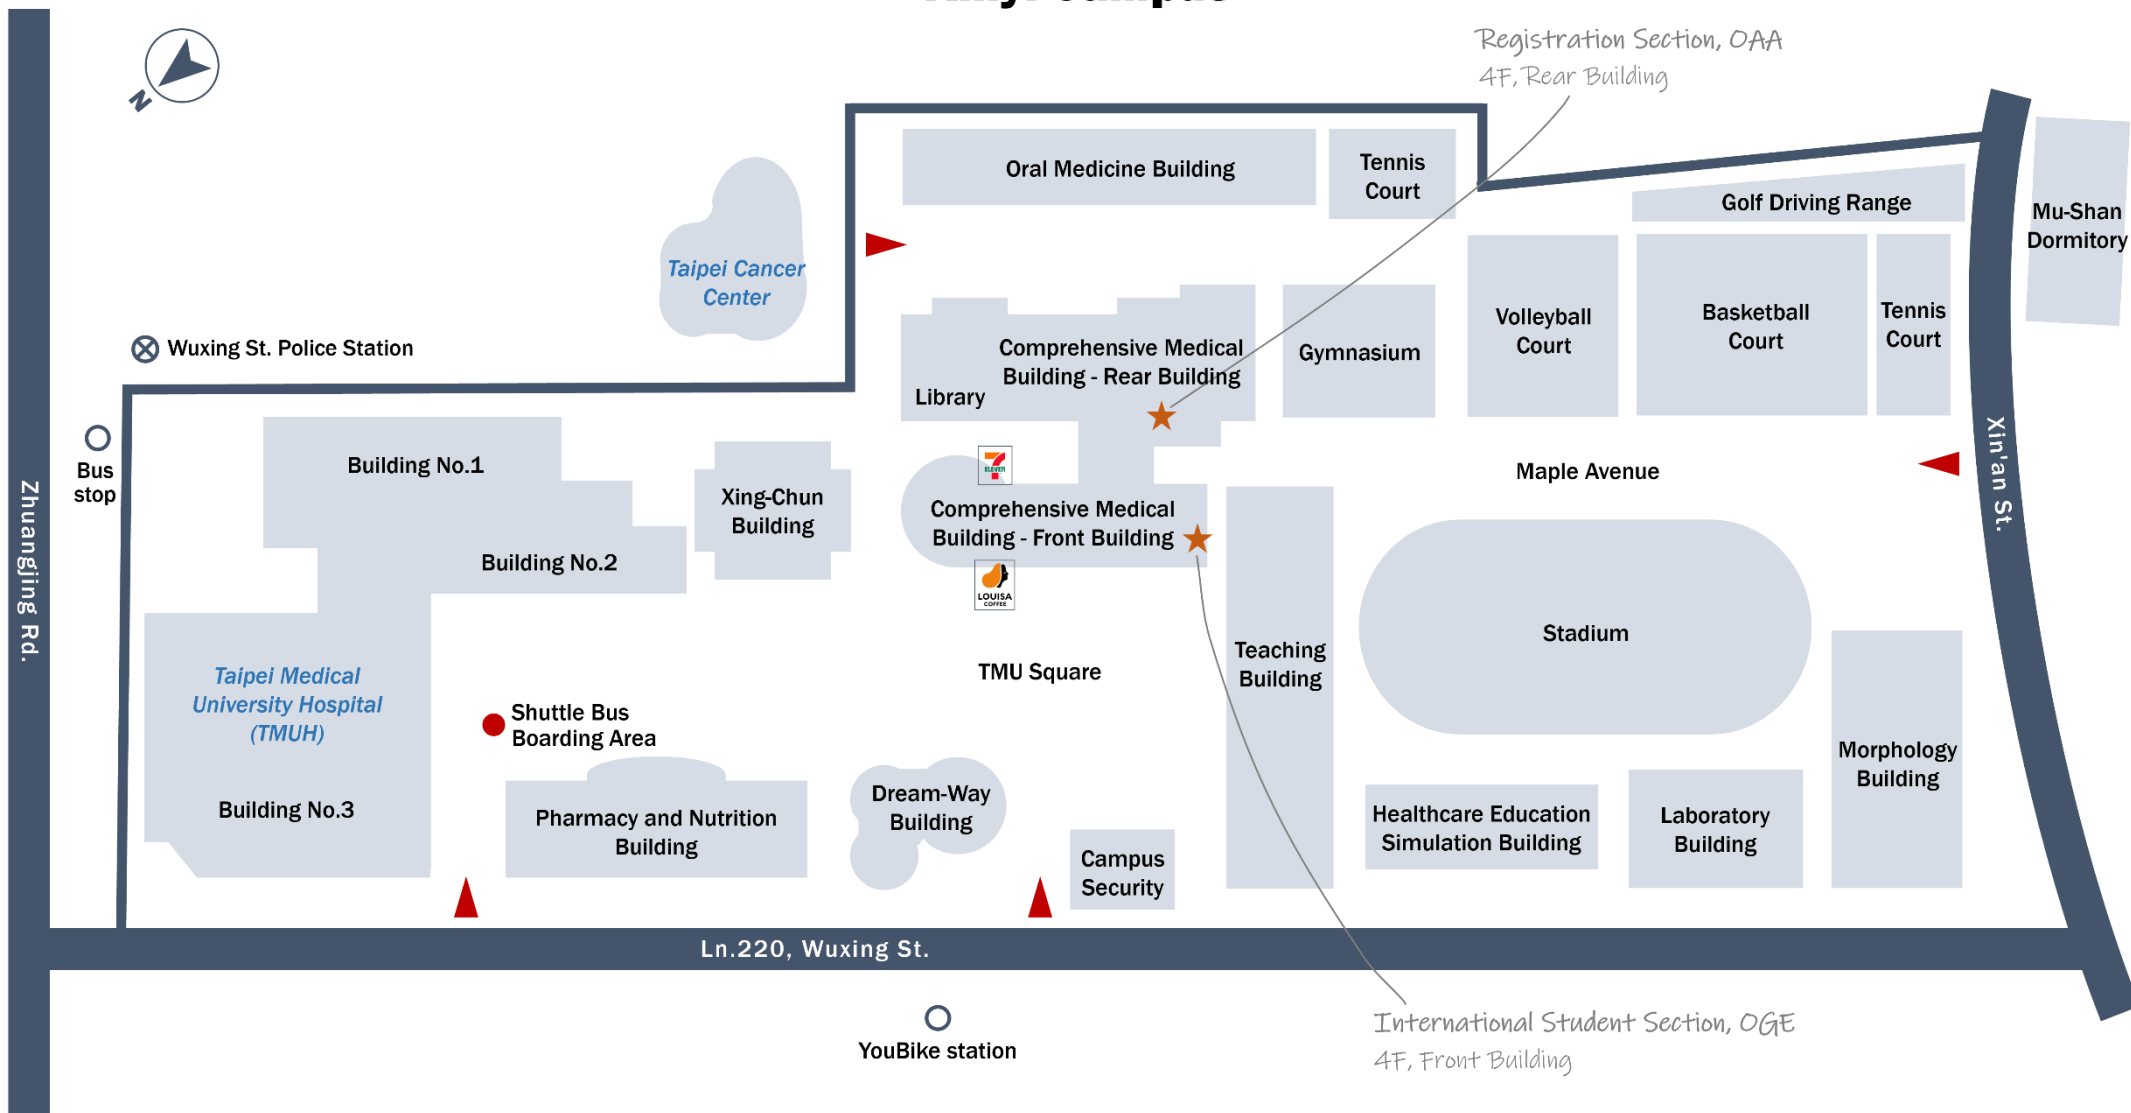 Registration Section, OAA
4F, Rear Building
N
Oral Medicine Building
Tennis
Court
Golf Driving Range
Mu-Shan
Dormitory
Taipei Cancer
Center
Wuxing St. Police Station
Comprehensive Medical
Building - Rear Building
Library
Gymnasium
Volleyball
Court
Basketball
Court
Tennis
Court
Bus
stop
Building No.1
Xing-Chun
Building
7
ELEVEN
Maple Avenue
Xin'an St.
Zhuangjing Rd.
Building No.2
Comprehensive Medical
Building - Front Building
LOUISA
COFFEE
Stadium
Teaching
Building
TMU Square
Taipei Medical
University Hospital
(TMUH)
Shuttle Bus
Boarding Area
Building No.3
Pharmacy and Nutrition
Building
Dream-Way
Building
Campus
Security
Healthcare Education
Simulation Building
Laboratory
Building
Morphology
Building
Ln.220, Wuxing St.
YouBike station
International Student Section, OGE
4F, Front Building